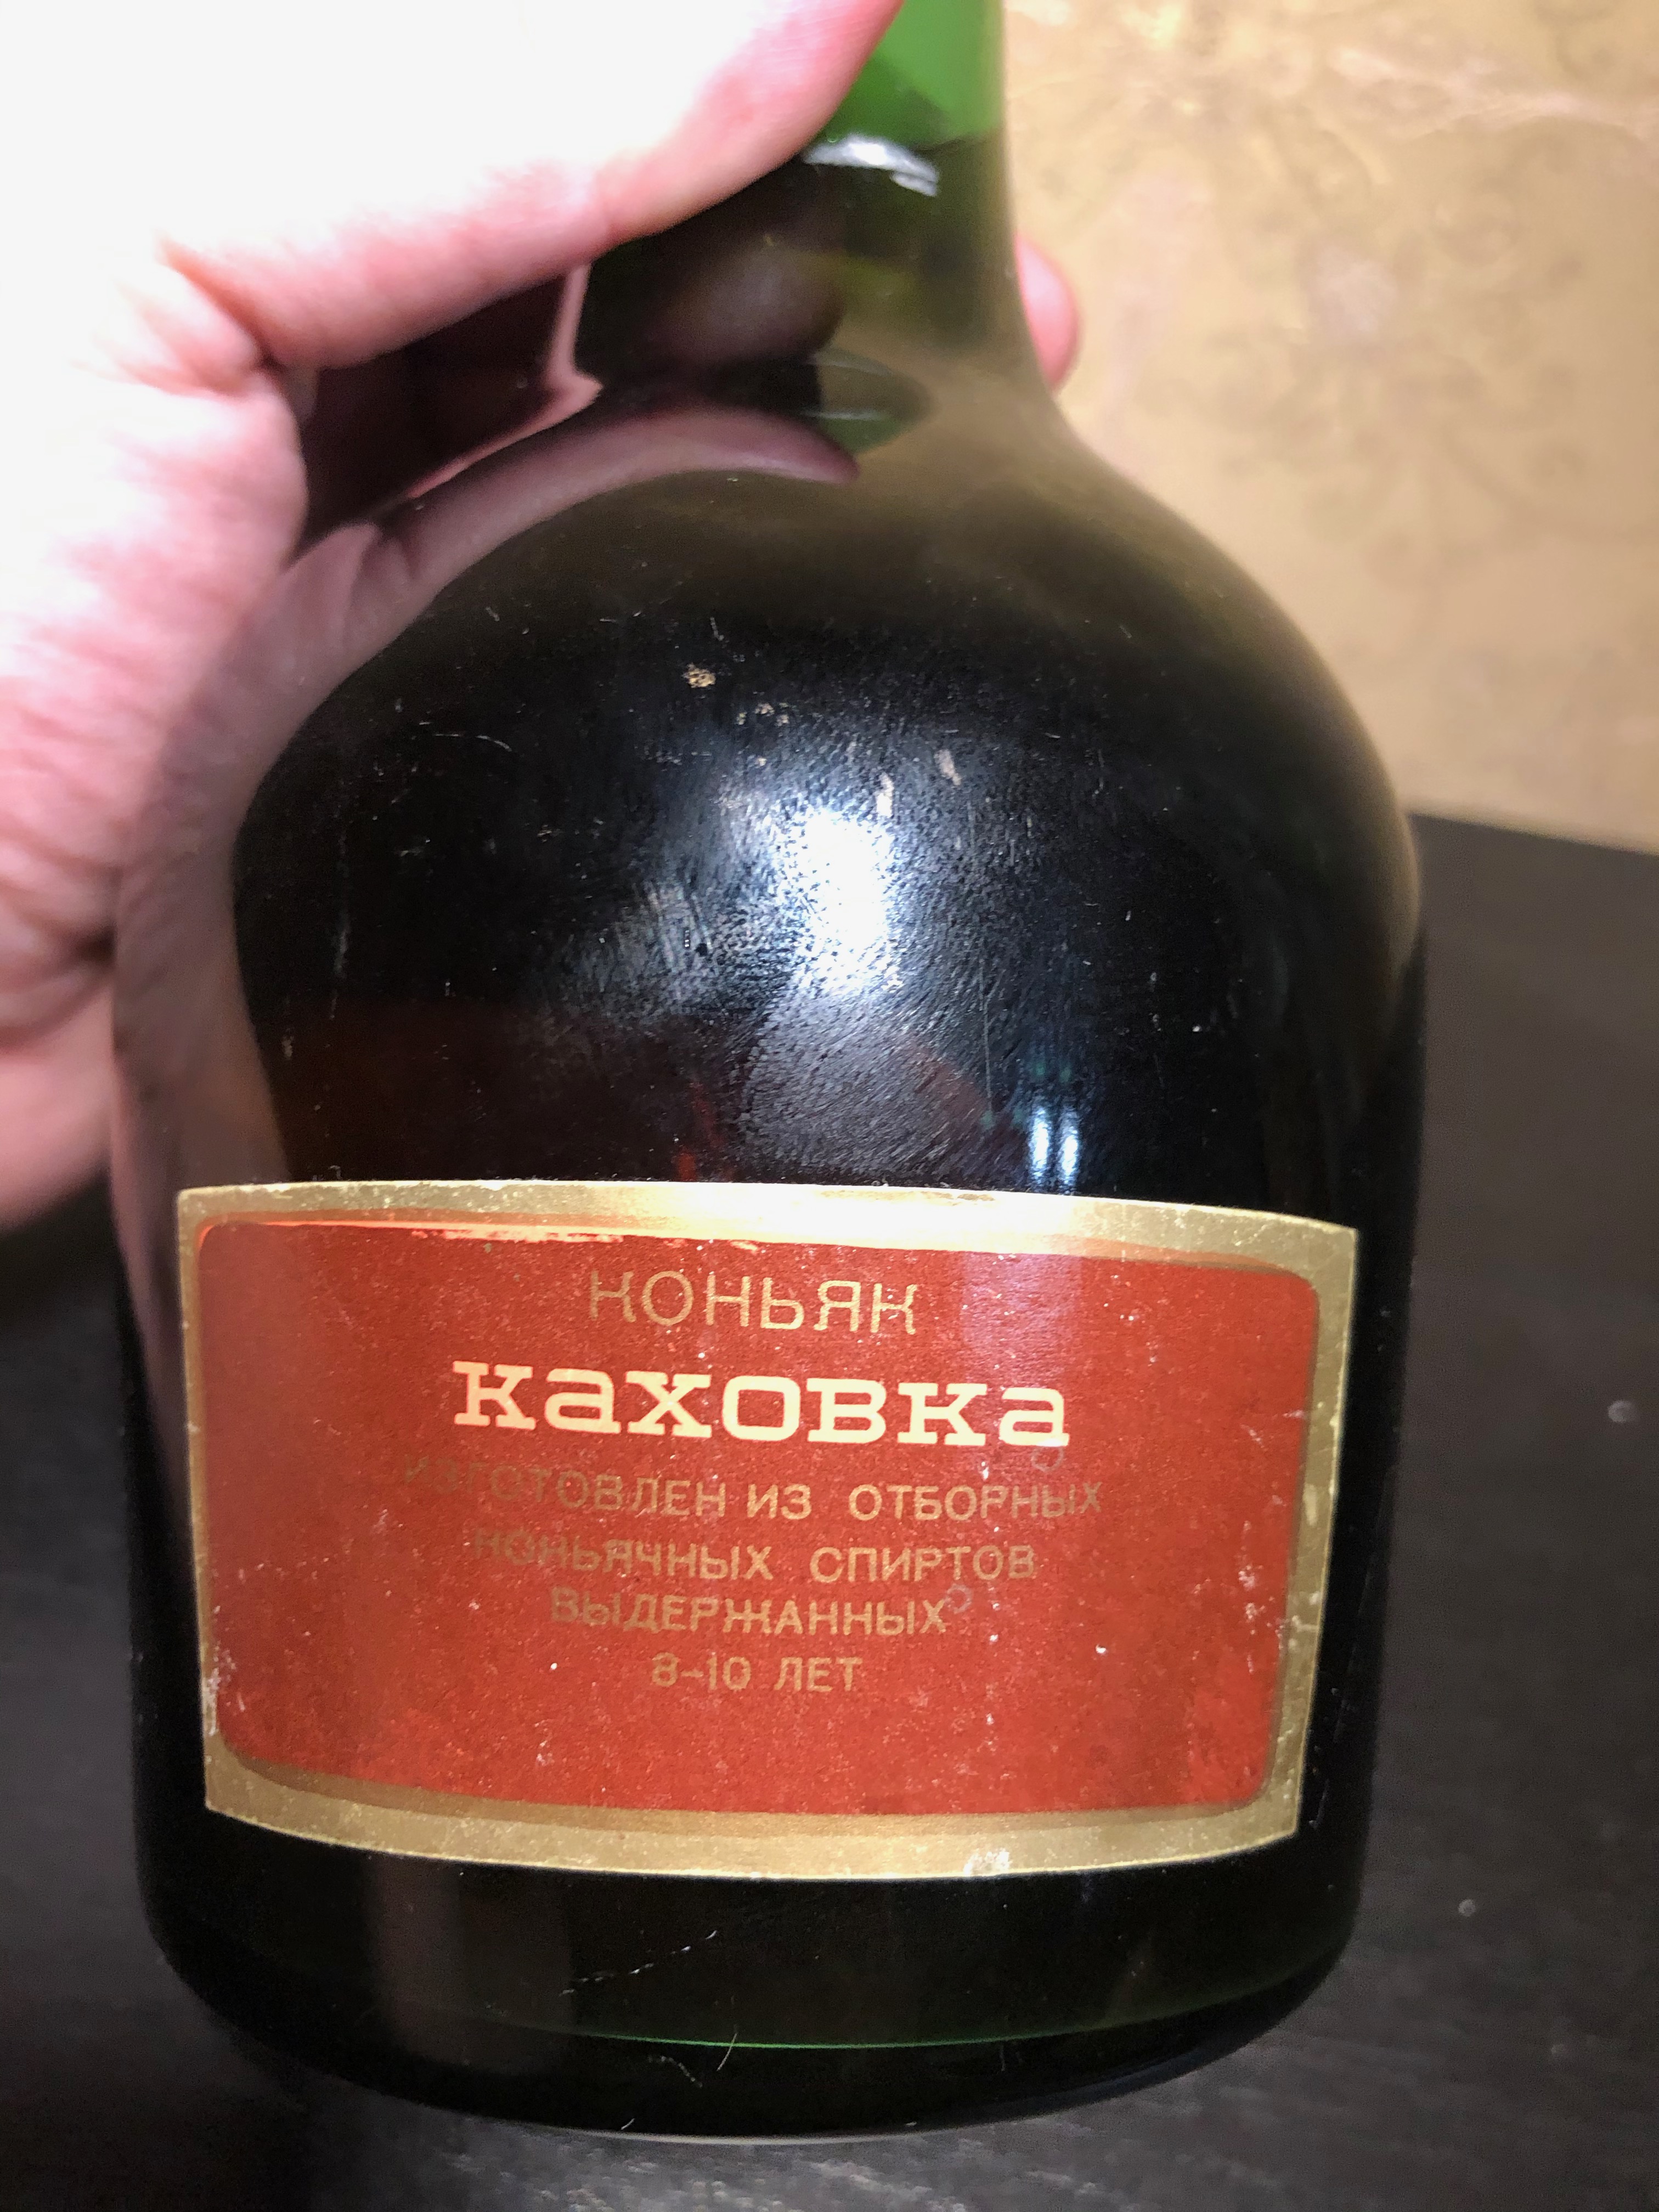 КОНЬЯК
каховка
ИЗГОТОВЛЕН ИЗ ОТБОРНЫХ
КОНЬЯЧНЫХ СПИРТОВ
ВЫДЕРЖАННЫХ
8-10 ЛЕТ